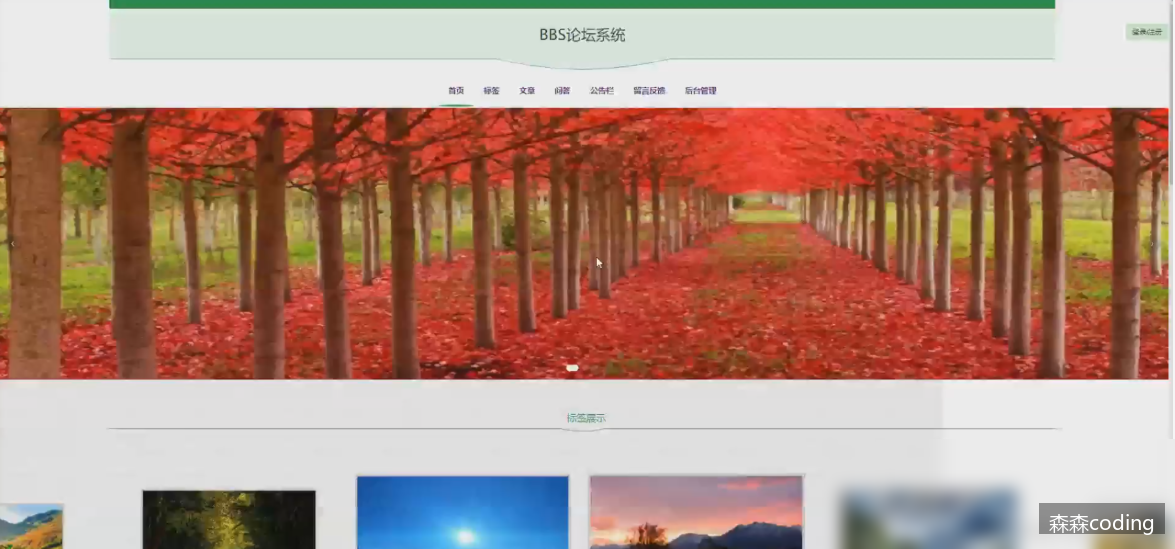 BBS论坛系统
登录/注册
首页 标签 文章 问答 公告栏 留言反馈 后台管理
标签展示
森森coding